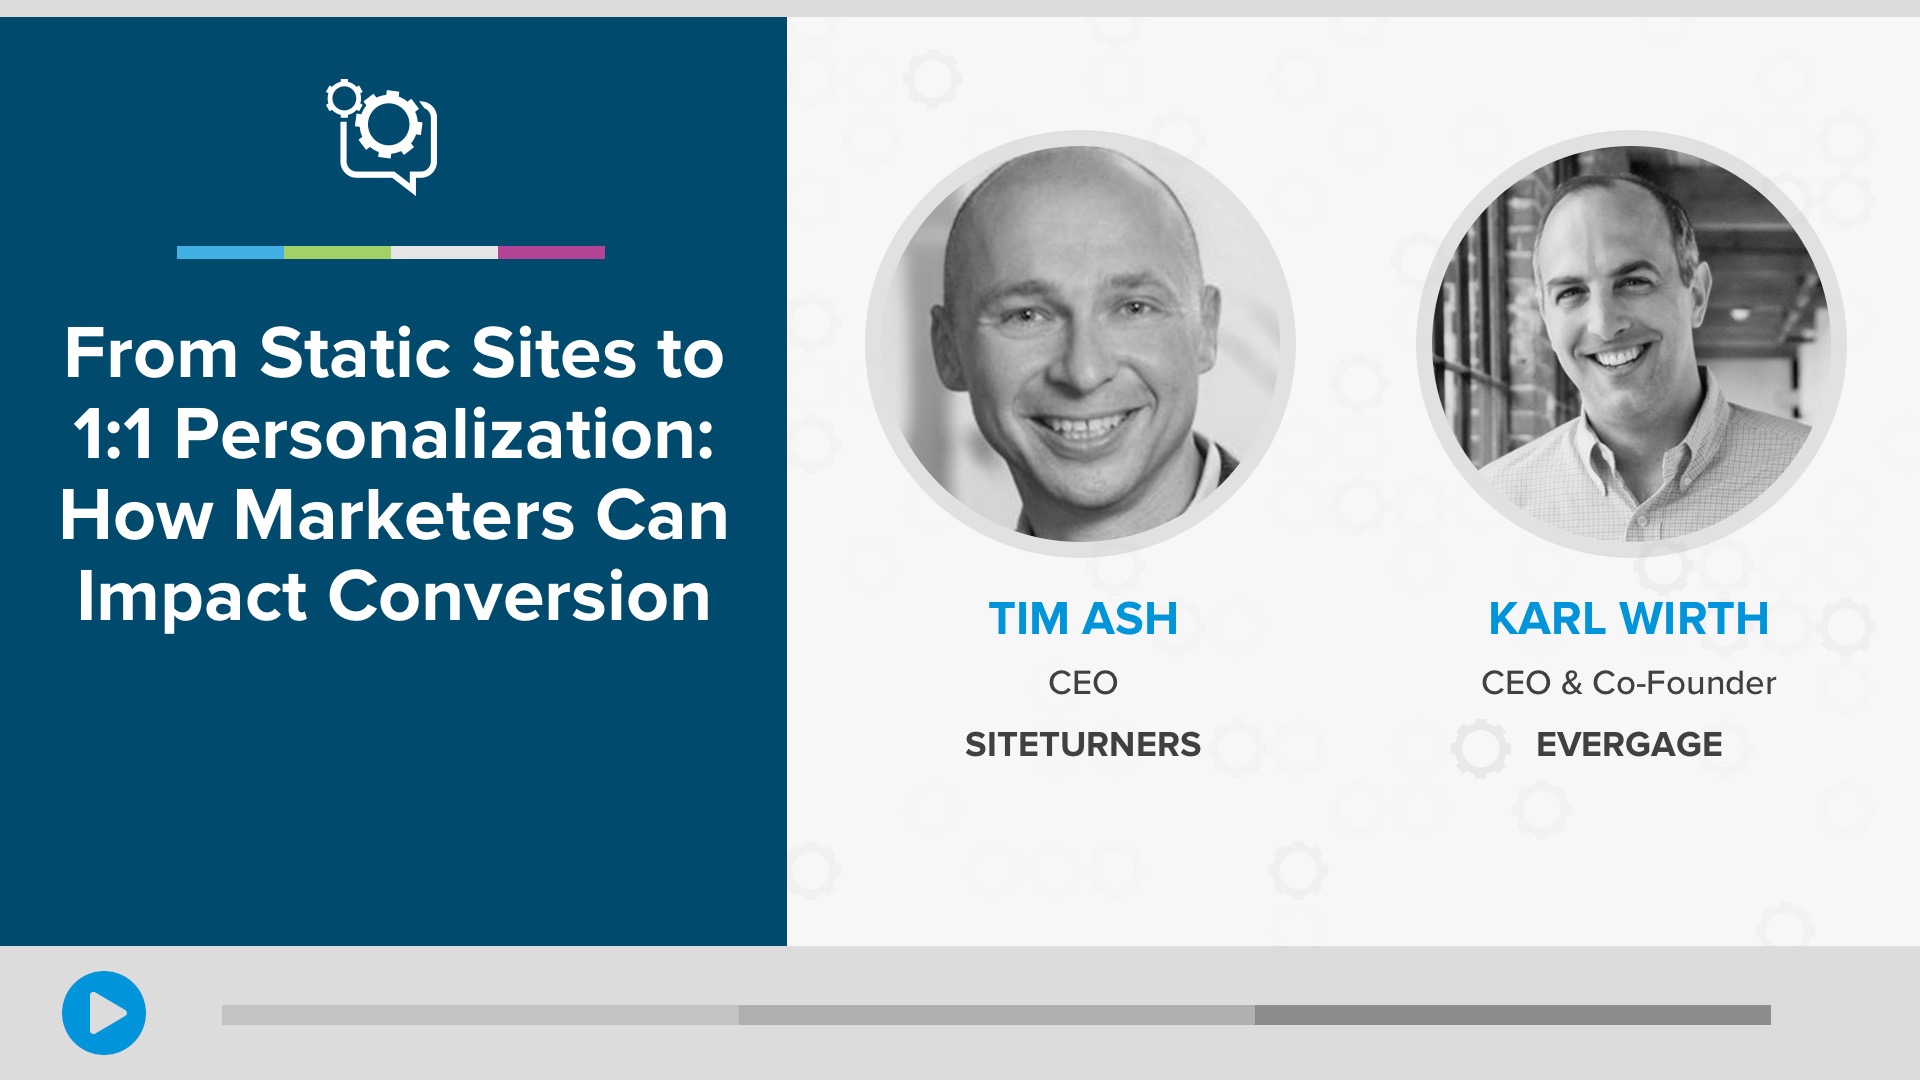 From Static Sites to
1:1 Personalization:
How Marketers Can
Impact Conversion
TIM ASH
CEO
SITETURNERS
KARL WIRTH
CEO & Co-Founder
EVERGAGE